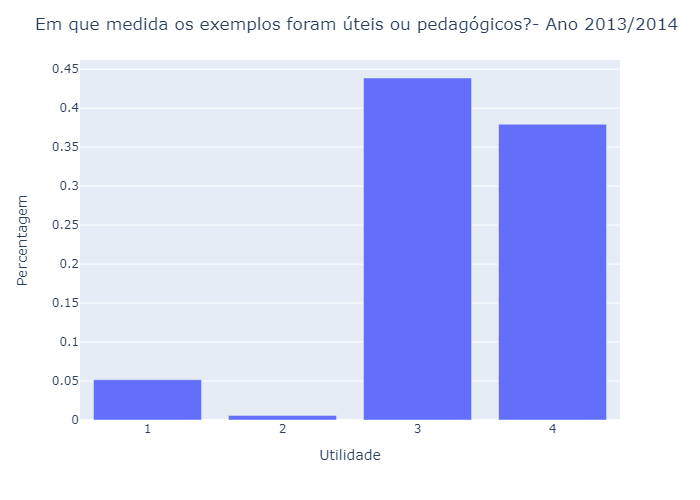 Em que medida os exemplos foram úteis ou pedagógicos?- Ano 2013/2014
Percentagem
0.45
0.4
0.35
0.3
0.25
0.2
0.15
0.1
0.05
0
1 2 3 4
Utilidade